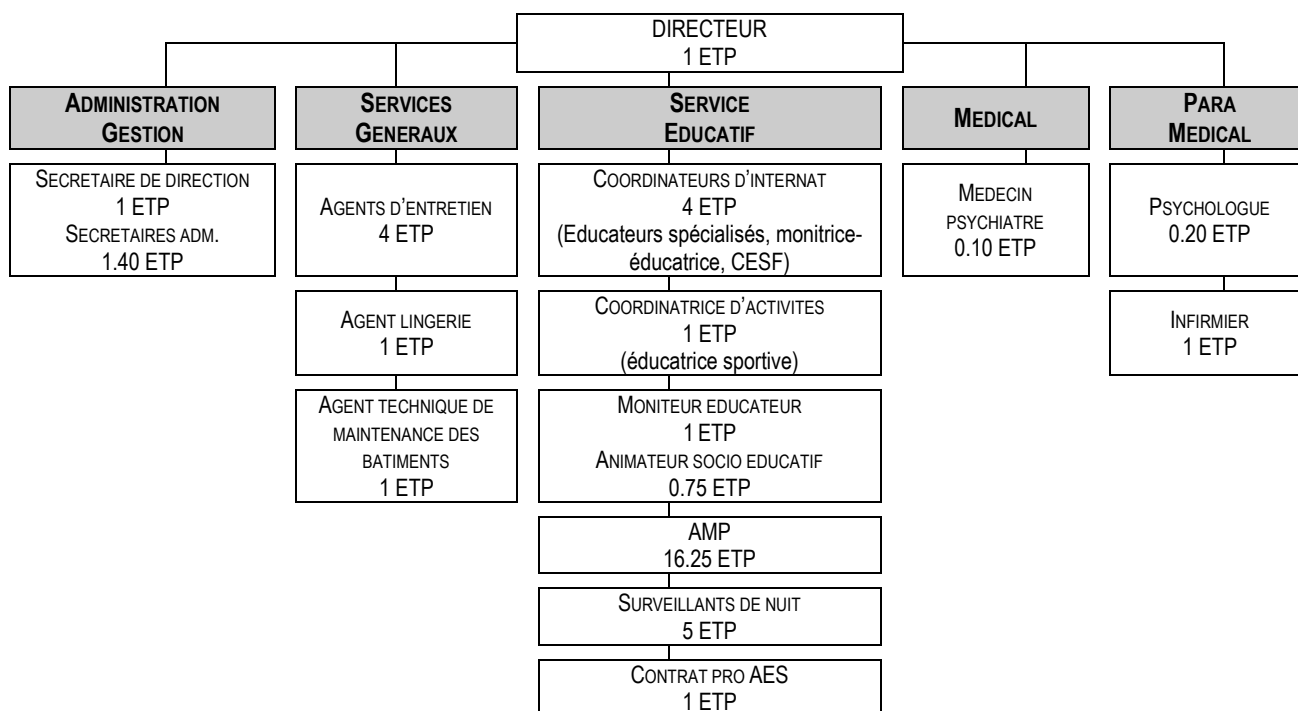 DIRECTEUR
1 ETP
ADMINISTRATION
GESTION
SECRETAIRE DE DIRECTION
1 ETP
SECRETAIRES ADM.
1.40 ETP
SERVICES
GENERAUX
AGENTS D'ENTRETIEN
4 ETP
AGENT LINGERIE
1 ETP
AGENT TECHNIQUE DE
MAINTENANCE DES
BATIMENTS
1 ETP
SERVICE
EDUCATIF
COORDINATEURS D'INTERNAT
4 ETP
(Educateurs spécialisés, monitrice-
éducatrice, CESF)
COORDINATRICE D'ACTIVITES
1 ETP
(éducatrice sportive)
MONITEUR EDUCATEUR
1 ETP
ANIMATEUR SOCIO EDUCATIF
0.75 ETP
AMP
16.25 ETP
SURVEILLANTS DE NUIT
5 ETP
CONTRAT PRO AES
1 ETP
MEDICAL
MEDECIN
PSYCHIATRE
0.10 ETP
PARA
MEDICAL
PSYCHOLOGUE
0.20 ETP
INFIRMIER
1 ETP